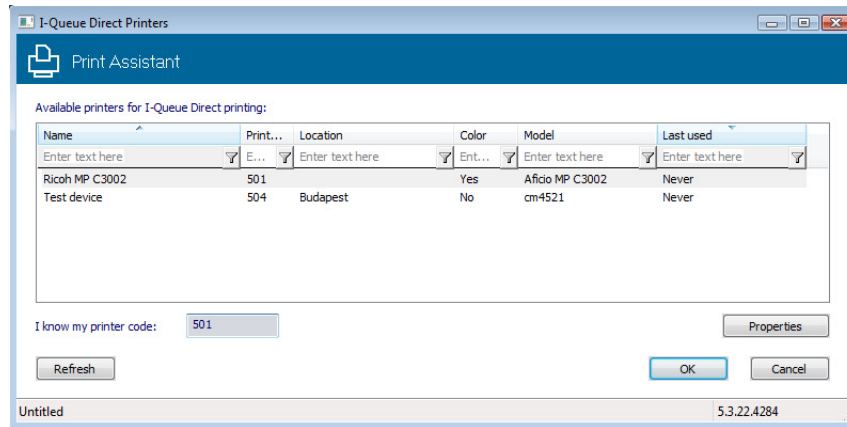 I-Queue Direct Printers
Print Assistant
Available printers for I-Queue Direct printing:
Name Print... Location Color Model Last used
Enter text here E... Enter text here Ent... Enter text here Enter text here
Ricoh MP C3002 501 Yes Aficio MP C3002 Never
Test device 504 Budapest No cm4521 Never
I know my printer code: 501 Properties
Refresh OK Cancel
Untitled 5.3.22.4284